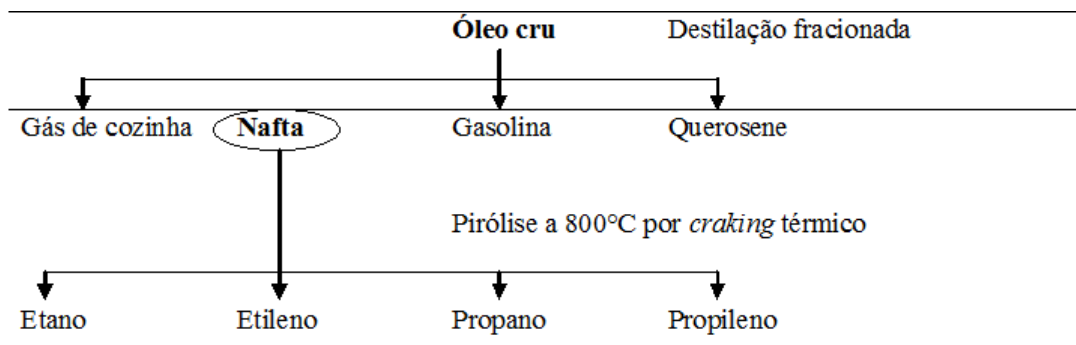 Óleo cru Destilação fracionada
Gás de cozinha Nafta Gasolina Querosene
Pirólise a 800°C por craking térmico
Etano Etileno Propano Propileno